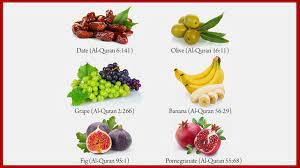 Date (Al-Quran 6:141)
Olive (Al-Quran 16:11)
Grape (Al-Quran 2:266)
Banana (Al-Quran 56:29)
Fig (Al-Quran 95:1)
Pomegranate (Al-Quran 55:68)